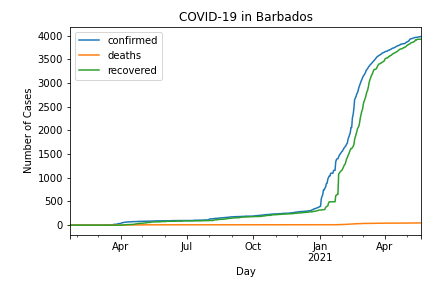 COVID-19 in Barbados
confirmed
deaths
recovered
4000
3500
3000
2500
2000
1500
1000
500
0
Number of Cases
Apr
Jul
Oct
Jan
2021
Apr
Day